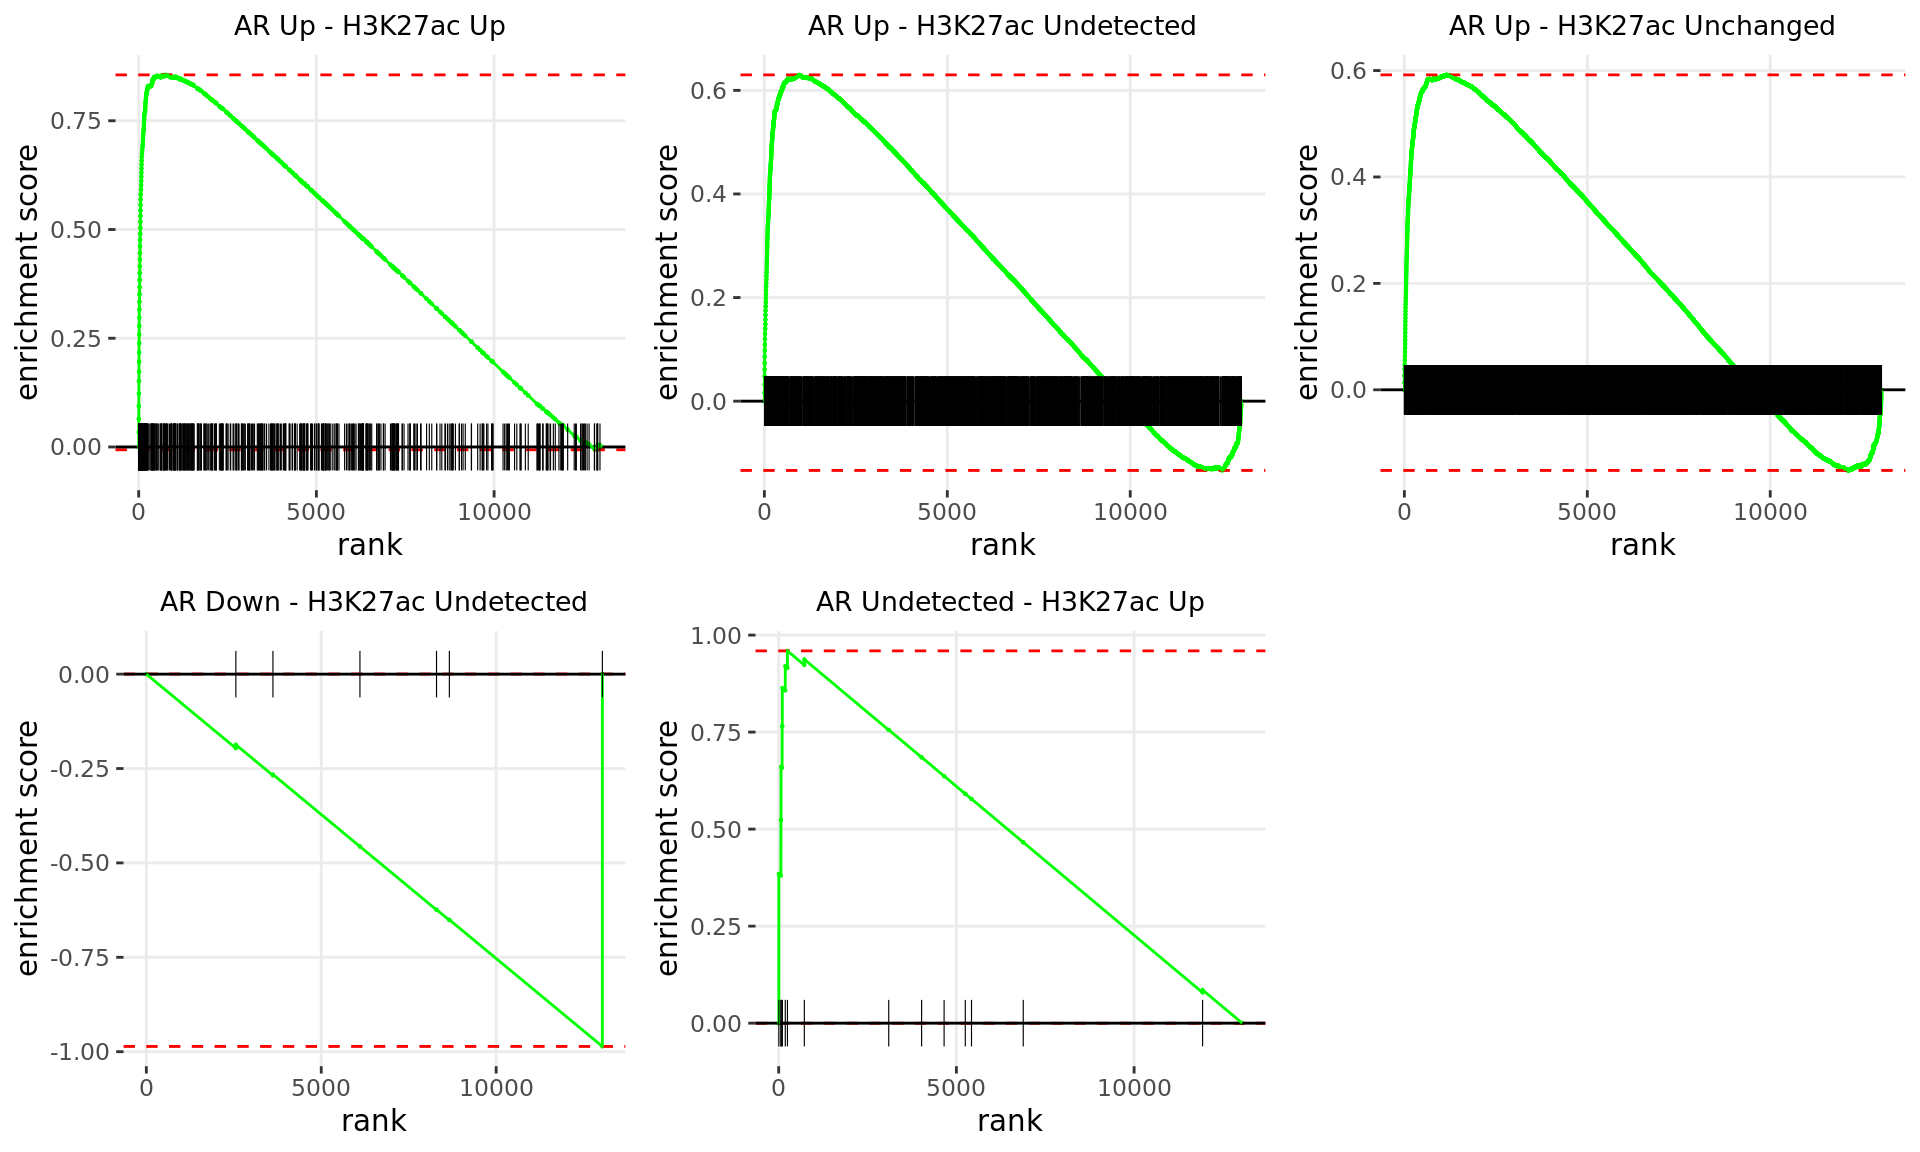 AR Up - H3K27ac Up
enrichment score
0.75
0.50
0.25
0.00
0 5000 10000
rank
AR Up - H3K27ac Undetected
enrichment score
0.6
0.4
0.2
0.0
0 5000 10000
rank
AR Up - H3K27ac Unchanged
enrichment score
0.6
0.4
0.2
0.0
0 5000 10000
rank
AR Down - H3K27ac Undetected
enrichment score
0.00
-0.25
-0.50
-0.75
-1.00
0 5000 10000
rank
AR Undetected - H3K27ac Up
enrichment score
1.00
0.75
0.50
0.25
0.00
0 5000 10000
rank